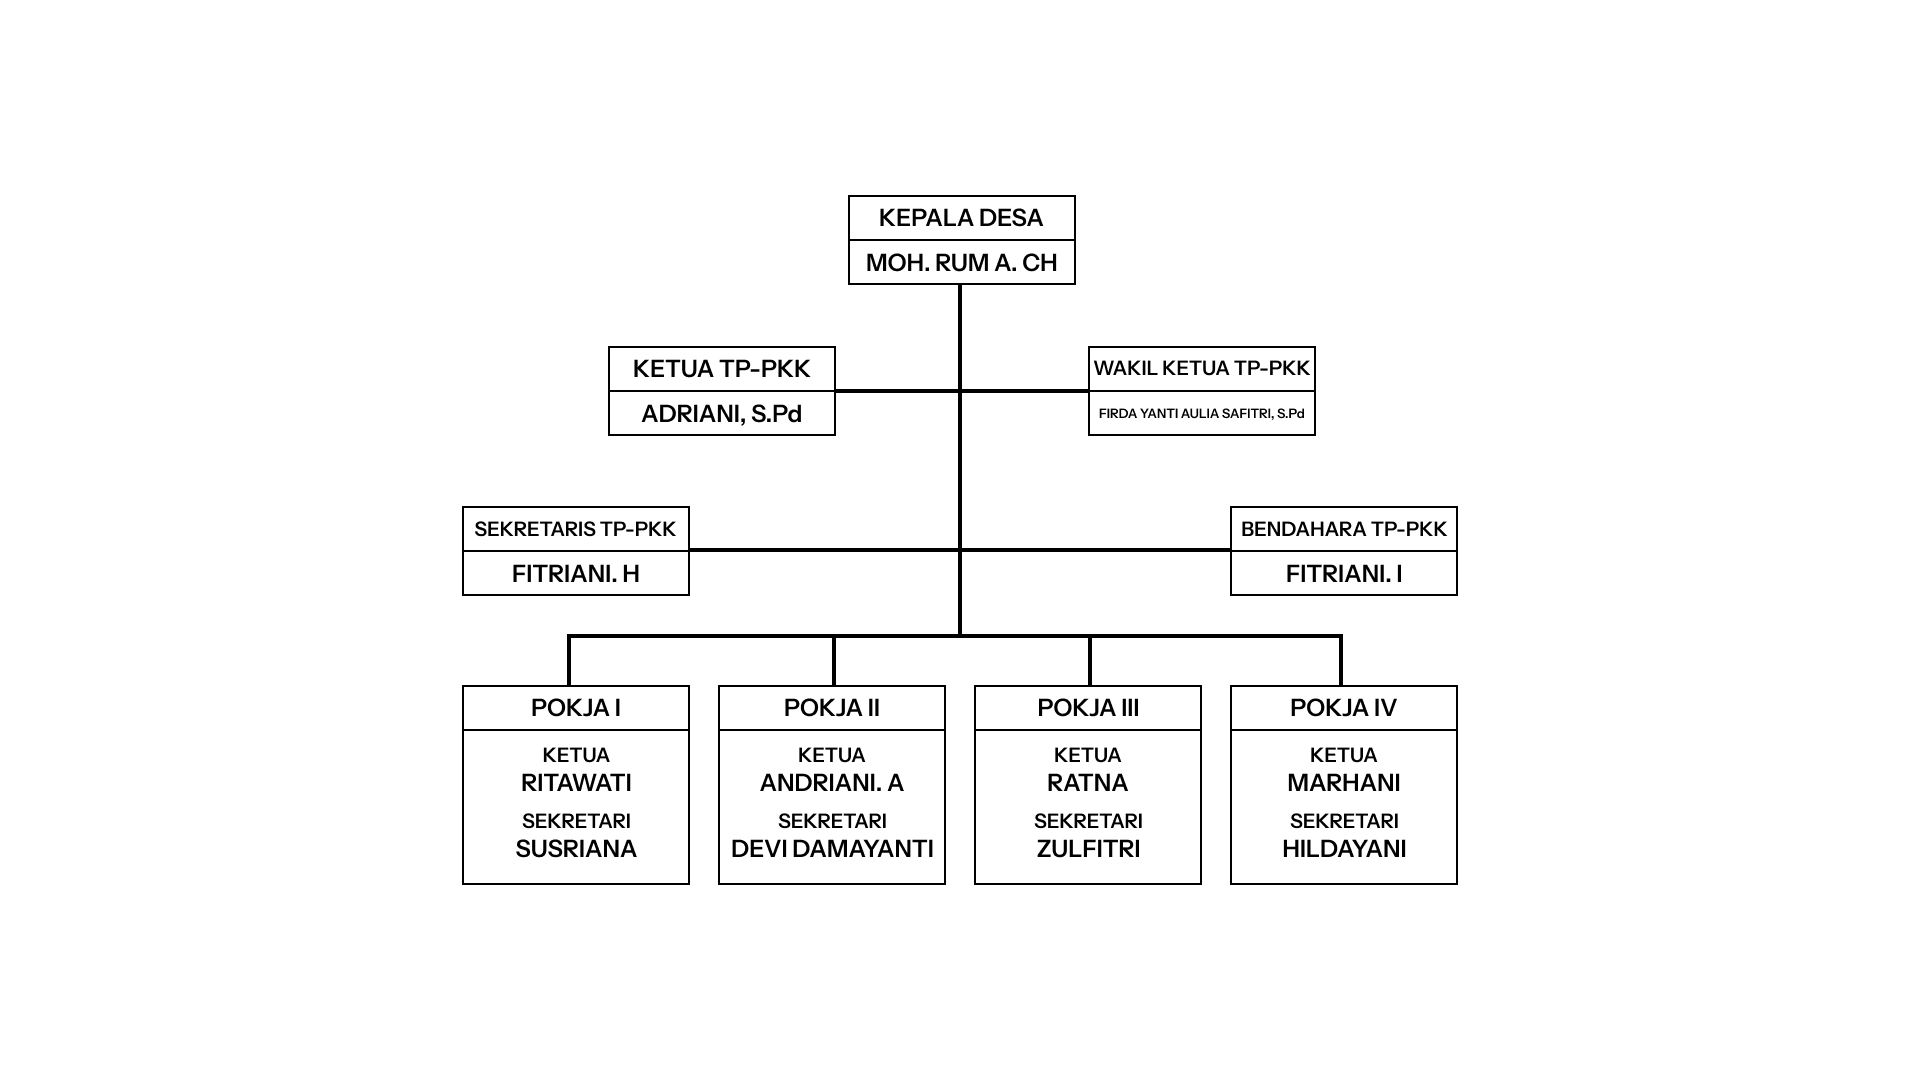 KEPALA DESA
MOH. RUM A. CH
KETUA TP-PKK
ADRIANI, S.Pd
WAKIL KETUA TP-PKK
FIRDA YANTI AULIA SAFITRI, S.Pd
SEKRETARIS TP-PKK
FITRIANI. H
BENDAHARA TP-PKK
FITRIANI. I
POKJA I
KETUA
RITAWATI
SEKRETARI
SUSRIANA
POKJA II
KETUA
ANDRIANI. A
SEKRETARI
DEVI DAMAYANTI
POKJA III
KETUA
RATNA
SEKRETARI
ZULFITRI
POKJA IV
KETUA
MARHANI
SEKRETARI
HILDAYANI